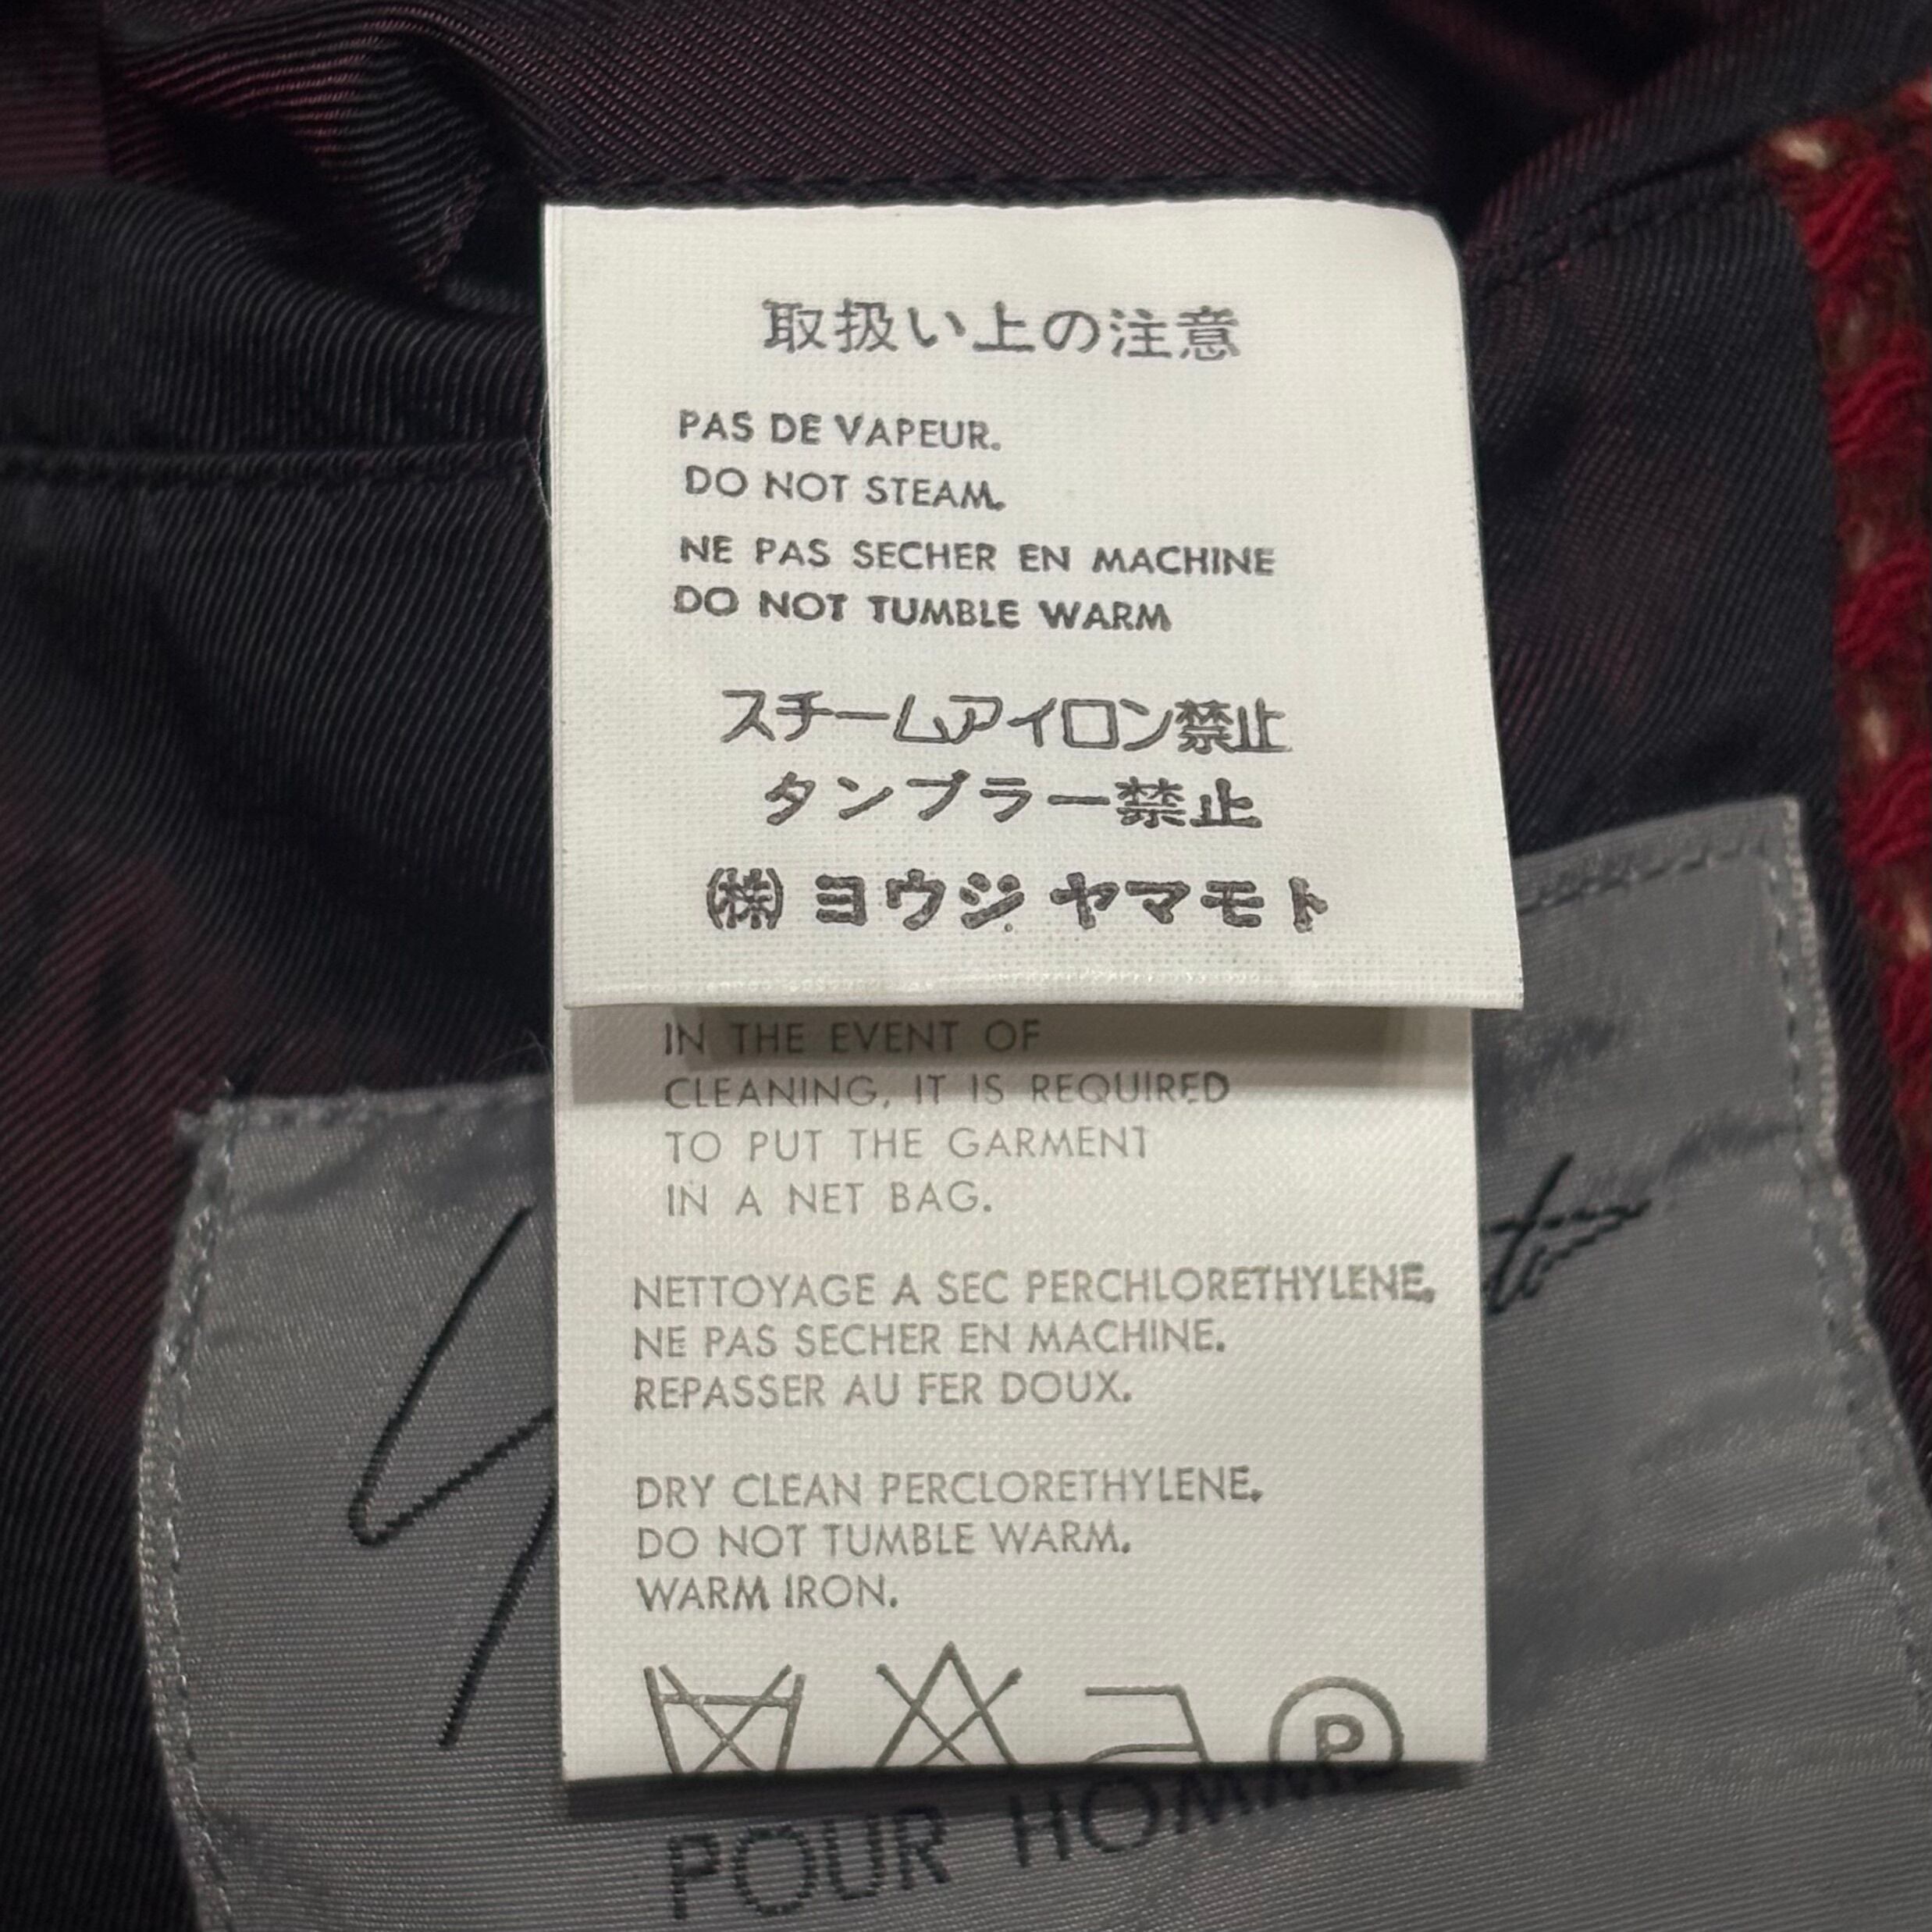 取扱い上の注意
PAS DE VAPEUR.
DO NOT STEAM.
NE PAS SECHER EN MACHINE
DO NOT TUMBLE WARM
スチームアイロン禁止
タンブラー禁止
㈱ ヨウジ ヤマモト
IN THE EVENT OF
CLEANING, IT IS REQUIRED
TO PUT THE GARMENT
IN A NET BAG.
NETTOYAGE A SEC PERCHLORETHYLENE.
NE PAS SECHER EN MACHINE.
REPASSER AU FER DOUX.
DRY CLEAN PERCLORETHYLENE.
DO NOT TUMBLE WARM.
WARM IRON.
P
POUR HOMME